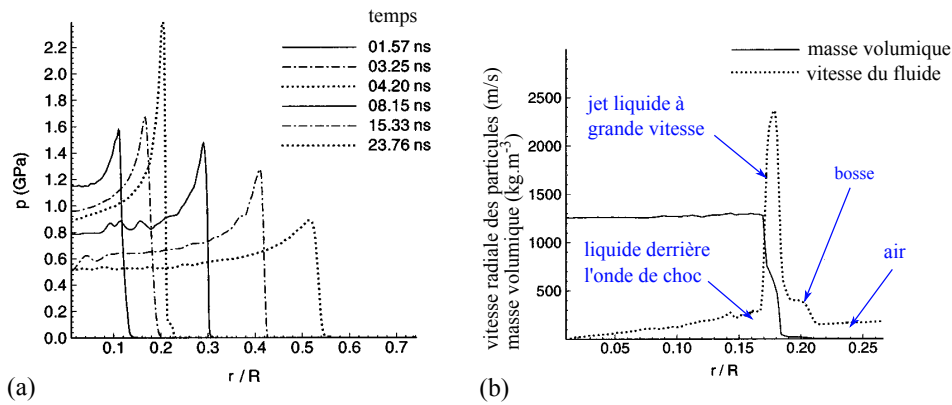 temps
01.57 ns
03.25 ns
04.20 ns
08.15 ns
15.33 ns
23.76 ns
p (GPa)
2.2
2.0
1.8
1.6
1.4
1.2
1.0
0.8
0.6
0.4
0.2
0.0
0.1 0.2 0.3 0.4 0.5 0.6 0.7
r / R
(a)
masse volumique
vitesse du fluide
vitesse radiale des particules (m/s)
masse volumique (kg.m-³)
2500
2000
1500
1000
500
jet liquide à
grande vitesse
bosse
liquide derrière
l'onde de choc
air
0.05 0.10 0.15 0.20 0.25
r / R
(b)